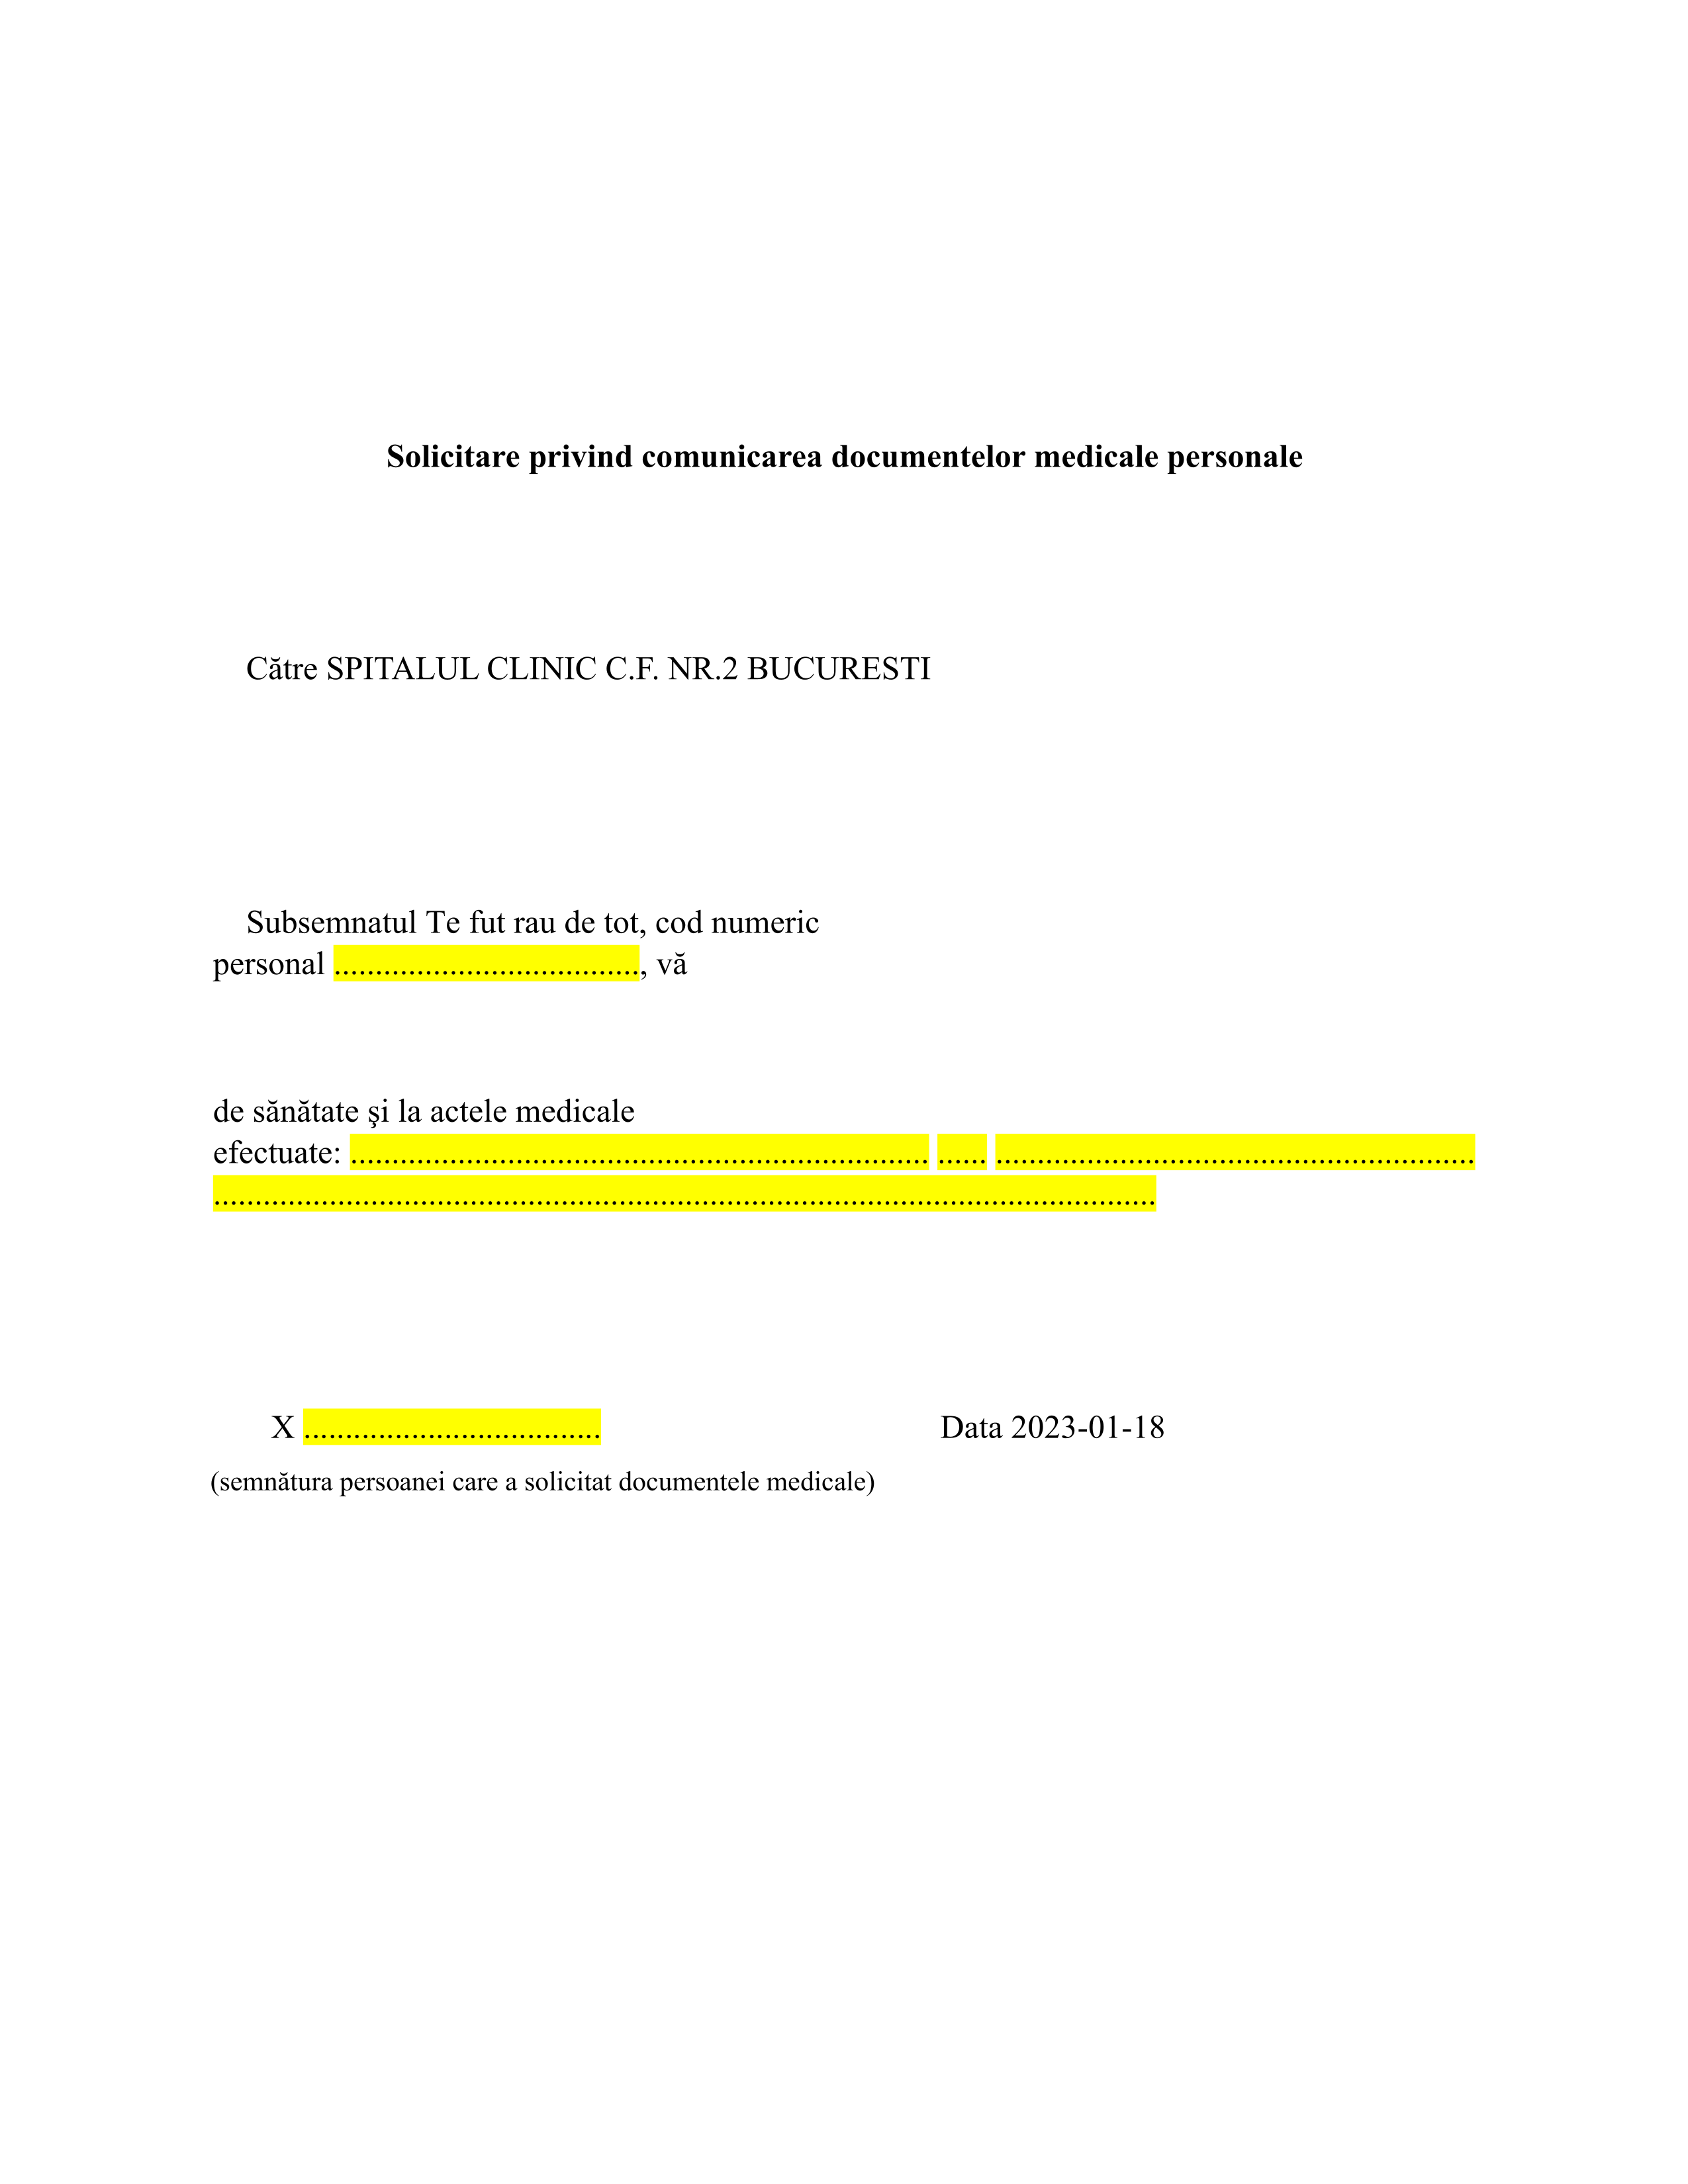 Solicitare privind comunicarea documentelor medicale personale
Către SPITALUL CLINIC C.F. NR.2 BUCURESTI
Subsemnatul Te fut rau de tot, cod numeric
personal ....................................., vă
de sănătate şi la actele medicale
efectuate: ...................................................................... ...... ..........................................................
..................................................................................................................
X .................................... Data 2023-01-18
(semnătura persoanei care a solicitat documentele medicale)